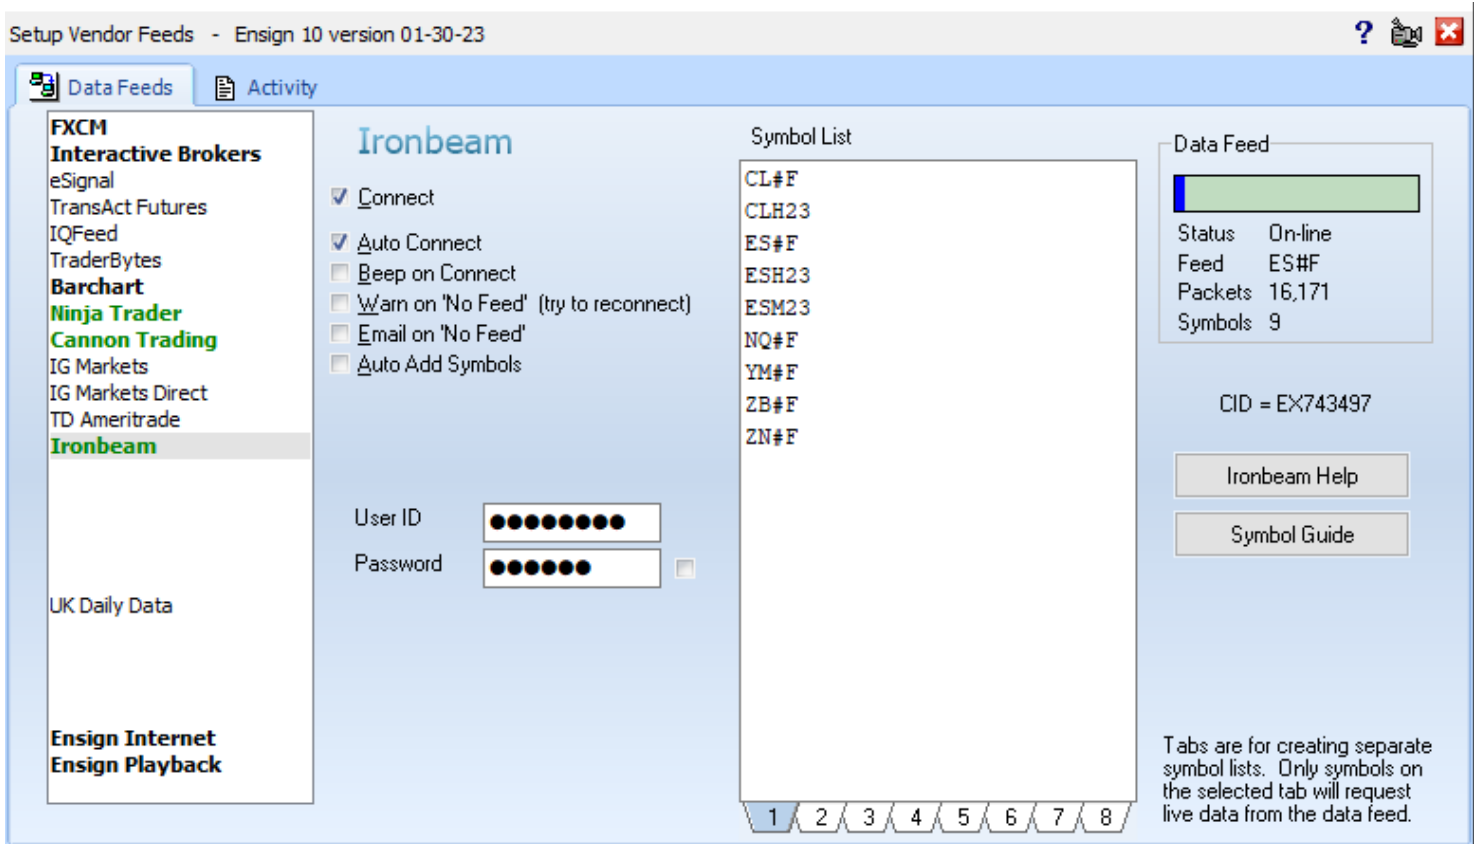 Setup Vendor Feeds - Ensign 10 version 01-30-23
?
Data Feeds
Activity
FXCM
Interactive Brokers
eSignal
TransAct Futures
IQFeed
TraderBytes
Barchart
Ninja Trader
Cannon Trading
IG Markets
IG Markets Direct
TD Ameritrade
Ironbeam
UK Daily Data
Ensign Internet
Ensign Playback
Ironbeam
Connect
Auto Connect
Beep on Connect
Warn on 'No Feed' (try to reconnect)
Email on 'No Feed'
Auto Add Symbols
User ID ●●●●●●●●
Password ●●●●●●
Symbol List
CL#F
CLH23
ES#F
ESH23
ESM23
NQ#F
YM#F
ZB#F
ZN#F
1 2 3 4 5 6 7 8
Data Feed
Status On-line
Feed ES#F
Packets 16,171
Symbols 9
CID = EX743497
Ironbeam Help
Symbol Guide
Tabs are for creating separate
symbol lists. Only symbols on
the selected tab will request
live data from the data feed.